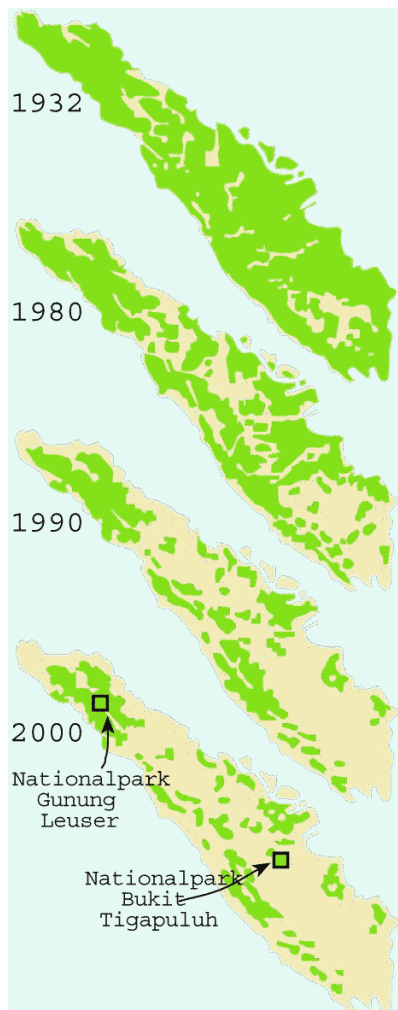 1932
1980
1990
2000
Nationalpark
Gunung
Leuser
Nationalpark
Bukit
Tigapuluh